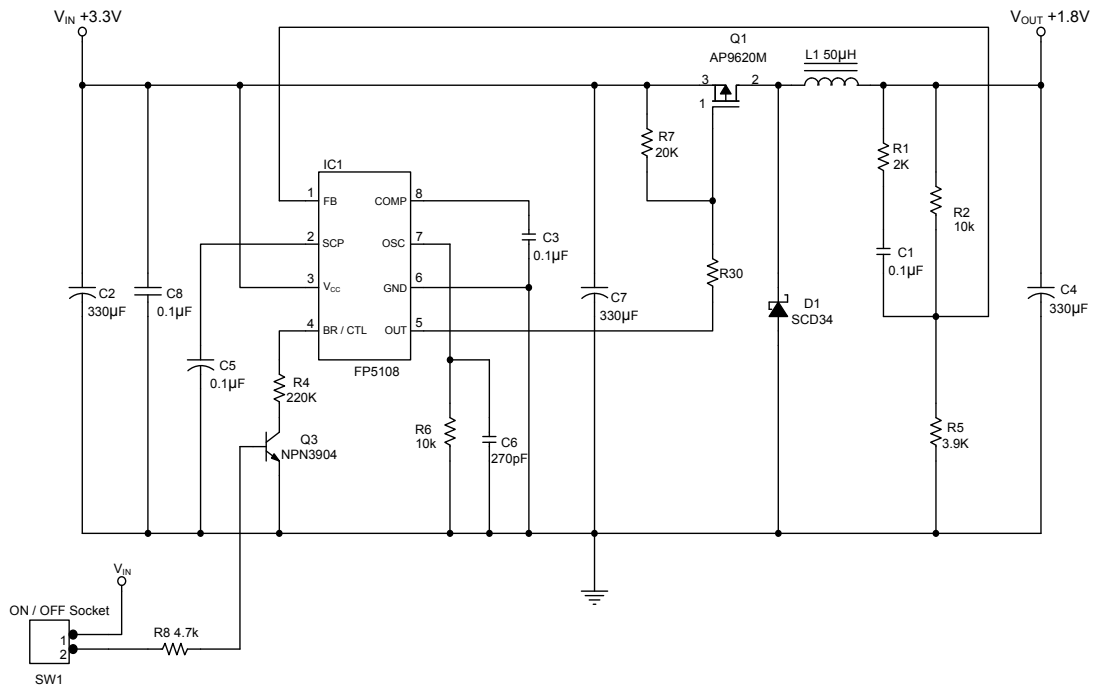 VIN +3.3V
VOUT +1.8V
Q1
AP9620M
L1 50µH
3
2
1
R7
20K
R1
2K
R2
10k
IC1
1
FB
COMP
8
2
SCP
OSC
7
3
VCC
GND
6
4
BR / CTL
OUT
5
FP5108
C3
0.1µF
C1
0.1µF
R30
C2
330µF
C8
0.1µF
C7
330µF
D1
SCD34
C4
330µF
C5
0.1µF
R4
220K
R6
10k
C6
270pF
R5
3.9K
Q3
NPN3904
VIN
ON / OFF Socket
1
2
R8 4.7k
SW1